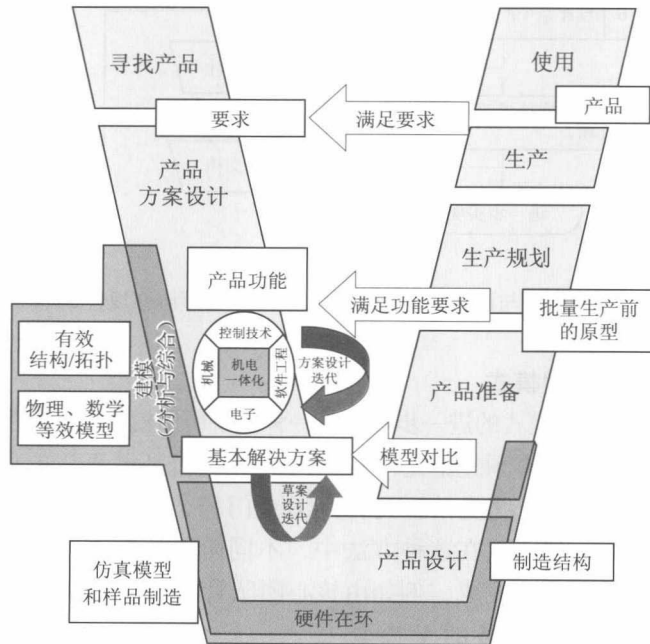 寻找产品
使用
产品
要求
满足要求
生产
产品
方案设计
生产规划
产品功能
满足功能要求
批量生产前
的原型
有效
结构/拓扑
建模
(分析与综合)
控制技术
机械
机电
一体化
软件工程
电子
方案设计
迭代
物理、数学
等效模型
产品准备
基本解决方案
模型对比
草案
设计
迭代
仿真模型
和样品制造
产品设计
制造结构
硬件在环